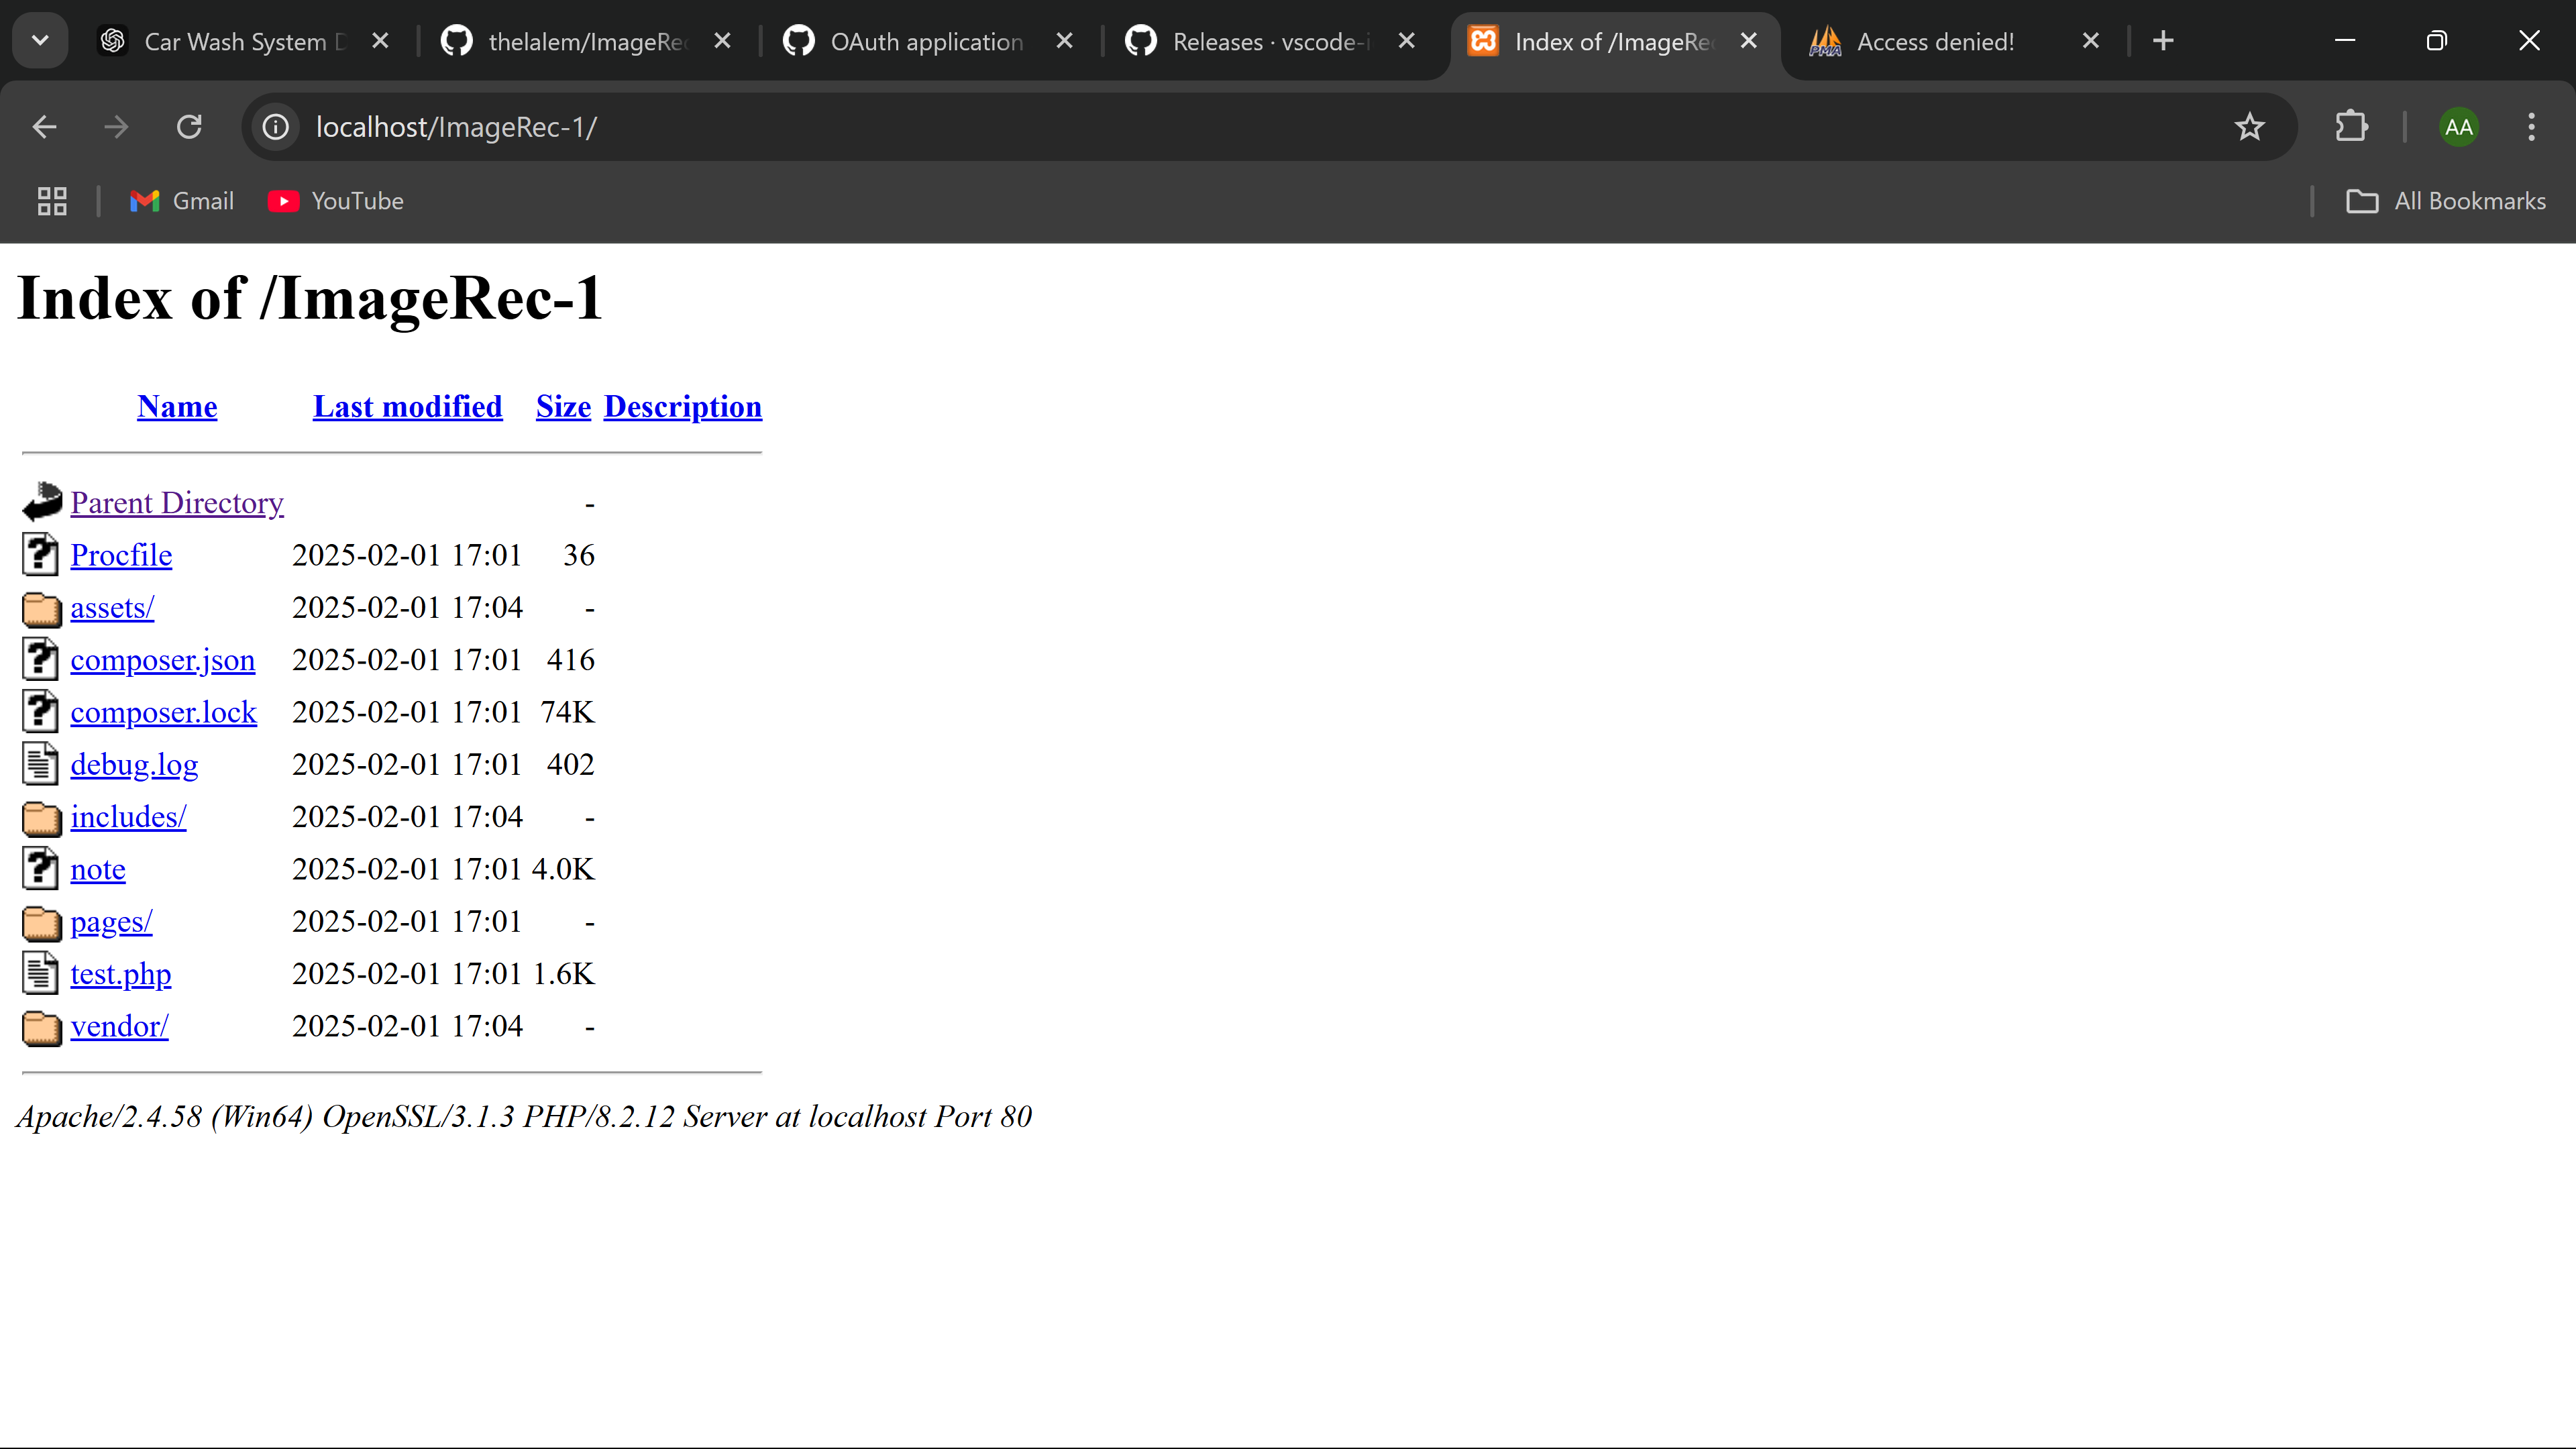 Car Wash System D
thelalem/ImageRec
OAuth application
Releases · vscode-i
Index of /ImageRec
PMA
Access denied!
localhost/ImageRec-1/
AA
Gmail
YouTube
All Bookmarks
Index of /ImageRec-1
Name Last modified Size Description
Parent Directory -
Procfile 2025-02-01 17:01 36
assets/ 2025-02-01 17:04 -
composer.json 2025-02-01 17:01 416
composer.lock 2025-02-01 17:01 74K
debug.log 2025-02-01 17:01 402
includes/ 2025-02-01 17:04 -
note 2025-02-01 17:01 4.0K
pages/ 2025-02-01 17:01 -
test.php 2025-02-01 17:01 1.6K
vendor/ 2025-02-01 17:04 -
Apache/2.4.58 (Win64) OpenSSL/3.1.3 PHP/8.2.12 Server at localhost Port 80